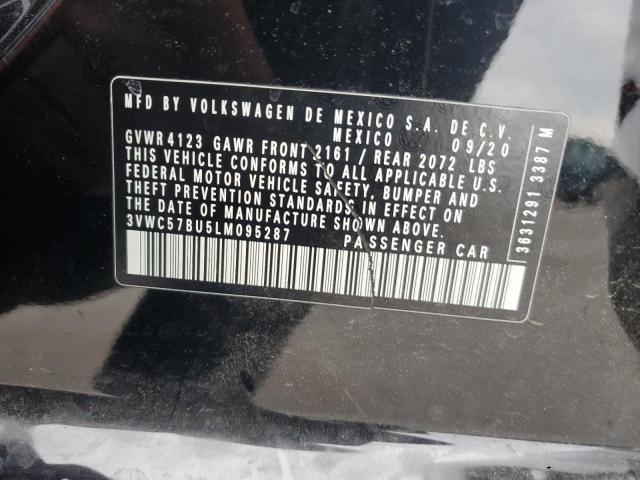 MFD BY VOLKSWAGEN DE MEXICO S.A. DE C.V.
MEXICO 09/20
GVWR 4123 GAWR FRONT 2161 / REAR 2072 LBS
THIS VEHICLE CONFORMS TO ALL APPLICABLE U.S.
FEDERAL MOTOR VEHICLE SAFETY, BUMPER AND
THEFT PREVENTION STANDARDS IN EFFECT ON
THE DATE OF MANUFACTURE SHOWN ABOVE.
3VWC57BU5LM095287 PASSENGER CAR
3631291 3387 M